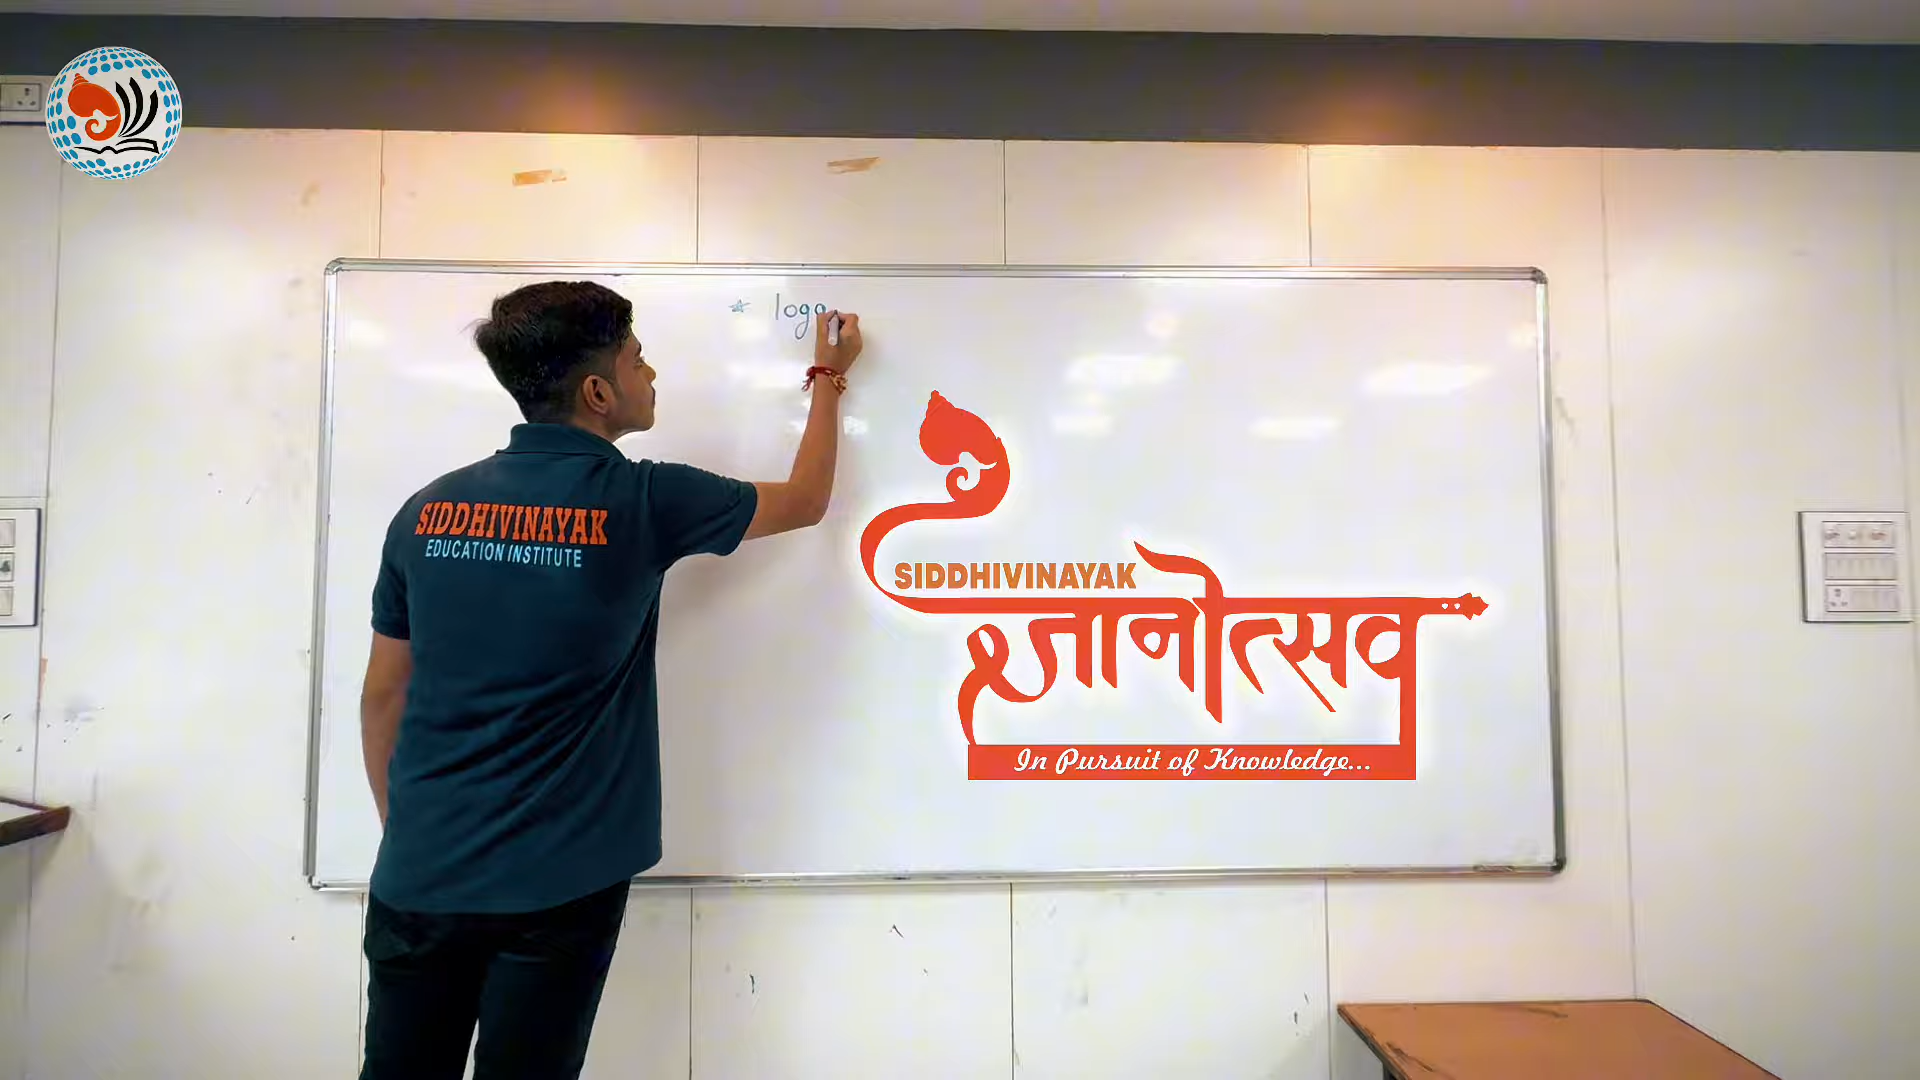 * logo
SIDDHIVINAYAK
EDUCATION INSTITUTE
SIDDHIVINAYAK
ज्ञानोत्सव
In Pursuit of Knowledge...